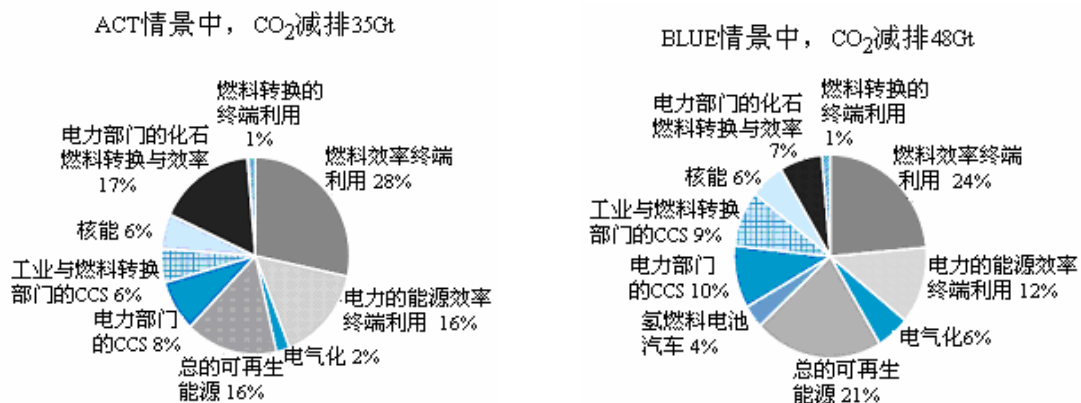 ACT情景中，CO₂减排35Gt
燃料转换的
终端利用
1%
电力部门的化石
燃料转换与效率
17%
燃料效率终端
利用 28%
核能 6%
工业与燃料转换
部门的CCS 6%
电力部门
的CCS 8%
总的可再生
能源 16%
电气化 2%
电力的能源效率
终端利用 16%
BLUE情景中，CO₂减排48Gt
燃料转换的
终端利用
1%
电力部门的化石
燃料转换与效率
7%
燃料效率终端
利用 24%
核能 6%
工业与燃料转换
部门的CCS 9%
电力部门
的CCS 10%
氢燃料电池
汽车 4%
总的可再生
能源 21%
电气化6%
电力的能源效率
终端利用 12%